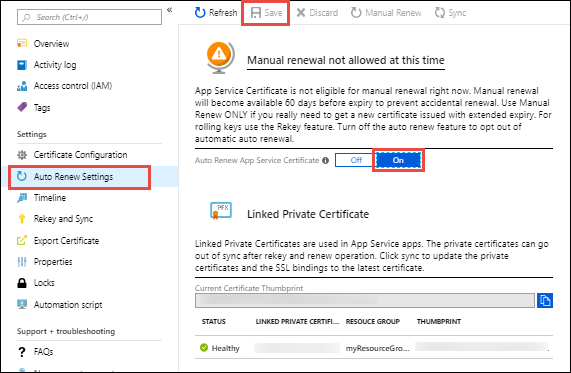 Search (Ctrl+/)
«
Refresh
Save
Discard
Manual Renew
Sync
Overview
Activity log
Access control (IAM)
Tags
Settings
Certificate Configuration
Auto Renew Settings
Timeline
Rekey and Sync
Export Certificate
Properties
Locks
Automation script
Support + troubleshooting
FAQs
Manual renewal not allowed at this time
App Service Certificate is not eligible for manual renewal right now. Manual renewal
will become available 60 days before expiry to prevent accidental renewal. Use Manual
Renew ONLY if you really need to get a new certificate issued with extended expiry. For
rolling keys use the Rekey feature. Turn off the auto renew feature to opt out of
automatic auto renewal.
Auto Renew App Service Certificate
Off
On
PFX
Linked Private Certificate
Linked Private Certificates are used in App Service apps. The private certificates can go
out of sync after rekey and renew operation. Click sync to update the private
certificates and the SSL bindings to the latest certificate.
Current Certificate Thumbprint
STATUS LINKED PRIVATE CERTIFI... RESOUCE GROUP THUMBPRINT
Healthy myResourceGro...